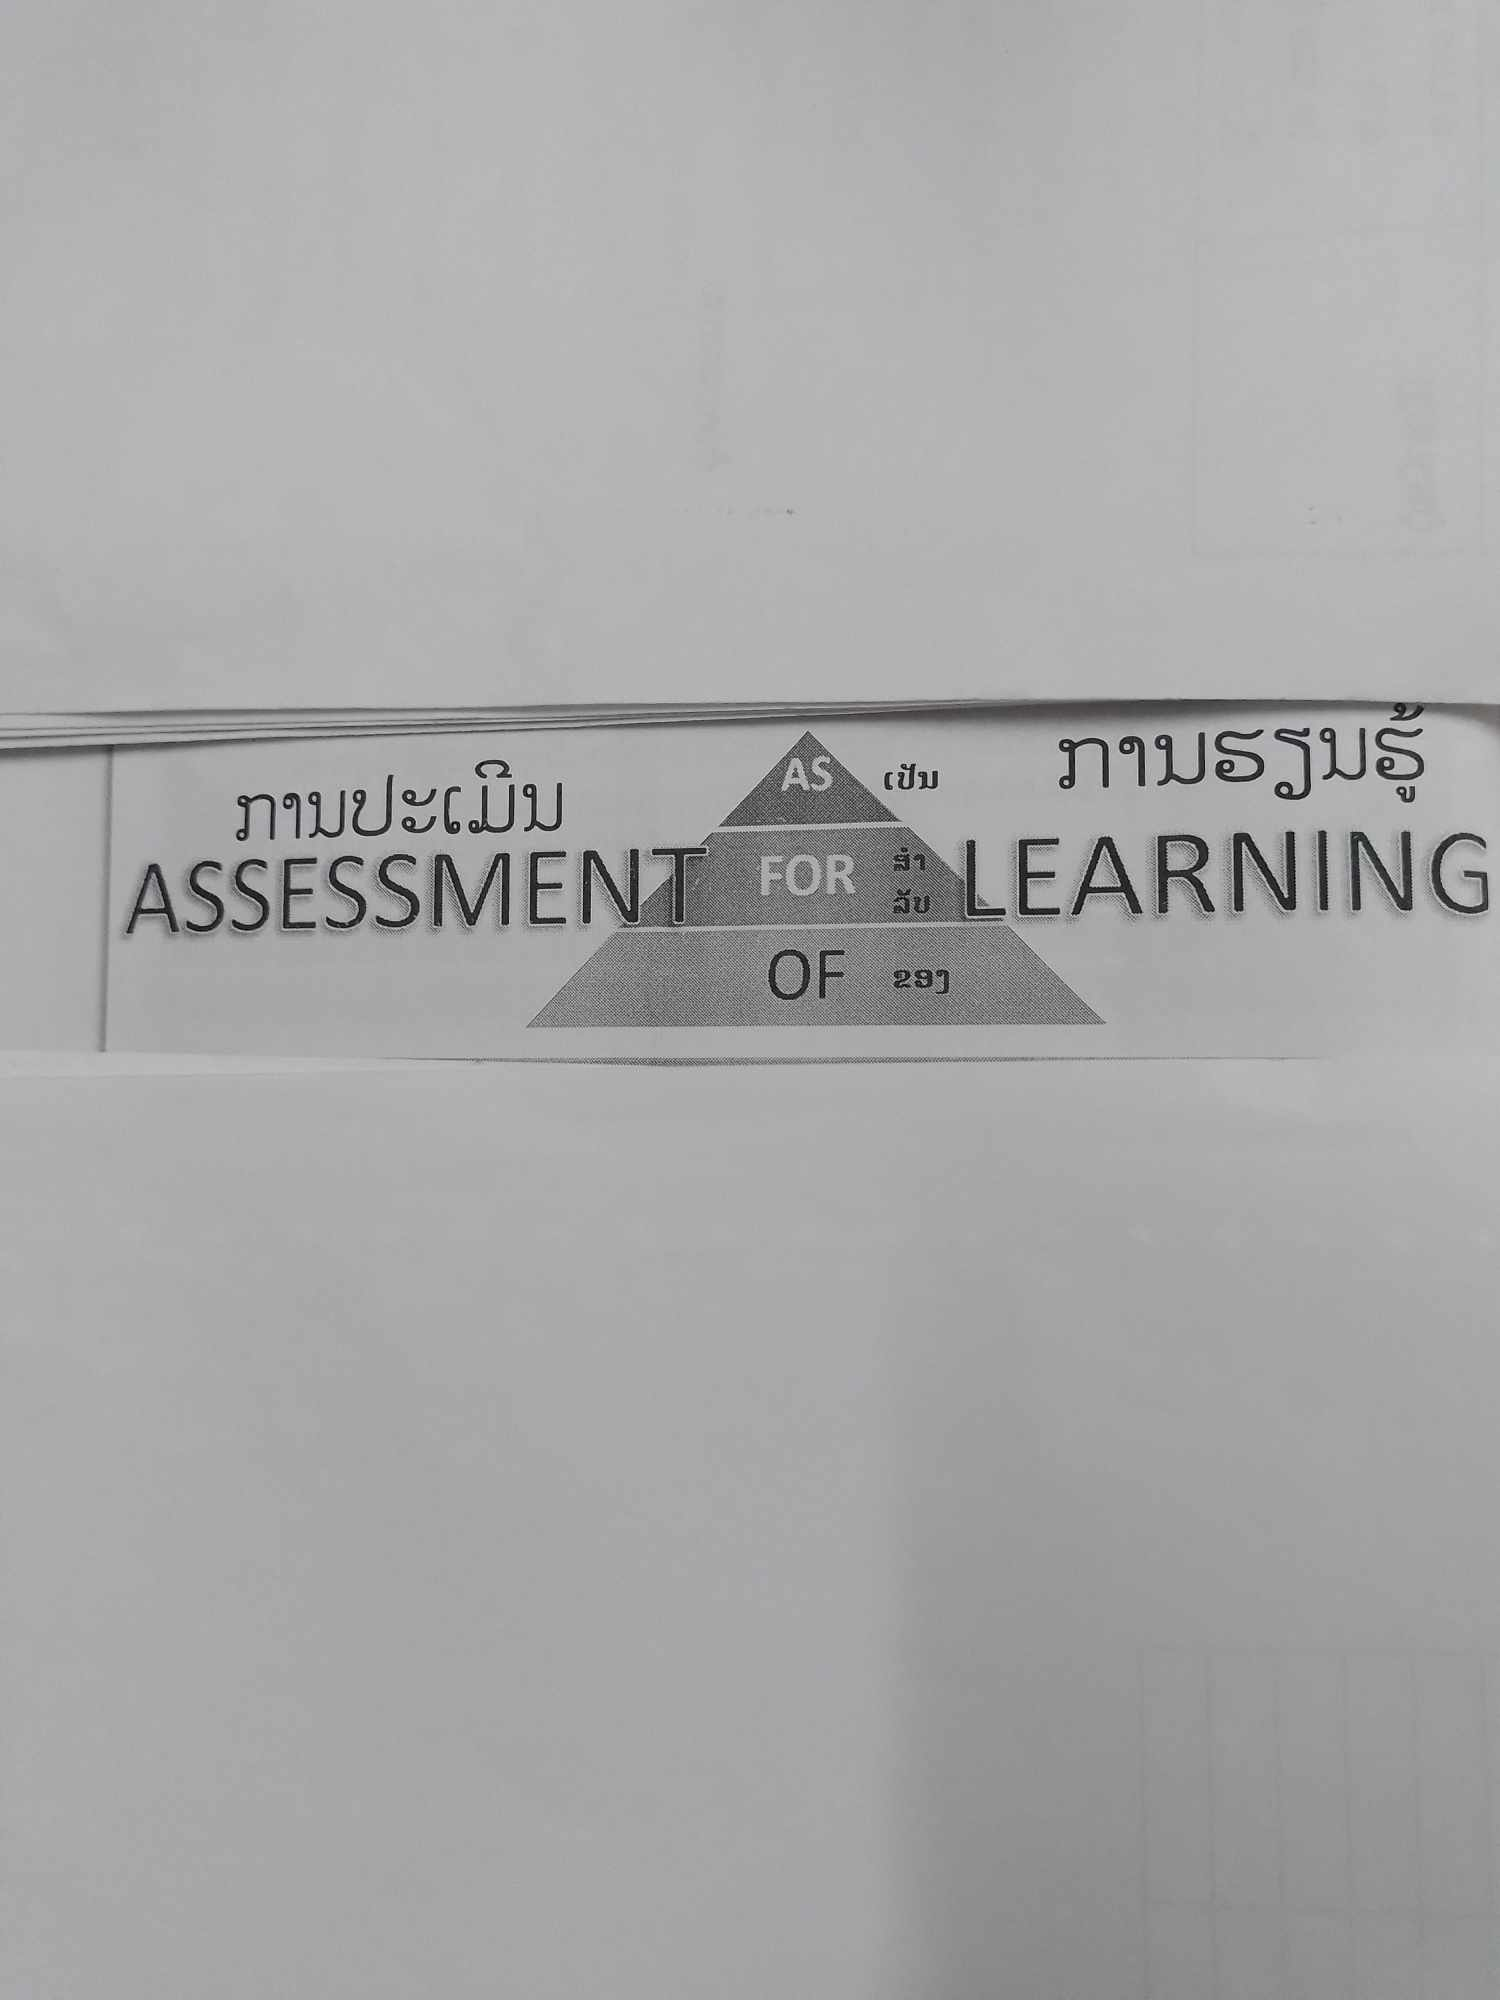 ການປະເມີນ
ASSESSMENT
AS ເປັນ
FOR ສຳ
ລັບ
OF ຂອງ
ການຮຽນຮູ້
LEARNING